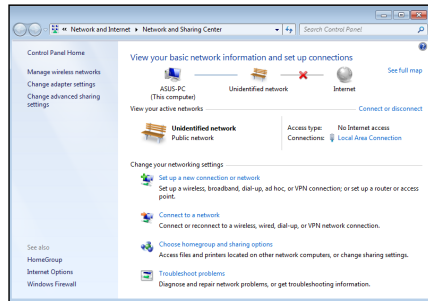 « Network and Internet ▸ Network and Sharing Center
Search Control Panel
Control Panel Home
Manage wireless networks
Change adapter settings
Change advanced sharing settings
View your basic network information and set up connections
See full map
ASUS-PC
(This computer)
Unidentified network
Internet
View your active networks
Connect or disconnect
Unidentified network
Public network
Access type: No Internet access
Connections: Local Area Connection
Change your networking settings
Set up a new connection or network
Set up a wireless, broadband, dial-up, ad hoc, or VPN connection; or set up a router or access
point.
Connect to a network
Connect or reconnect to a wireless, wired, dial-up, or VPN network connection.
Choose homegroup and sharing options
Access files and printers located on other network computers, or change sharing settings.
Troubleshoot problems
Diagnose and repair network problems, or get troubleshooting information.
See also
HomeGroup
Internet Options
Windows Firewall